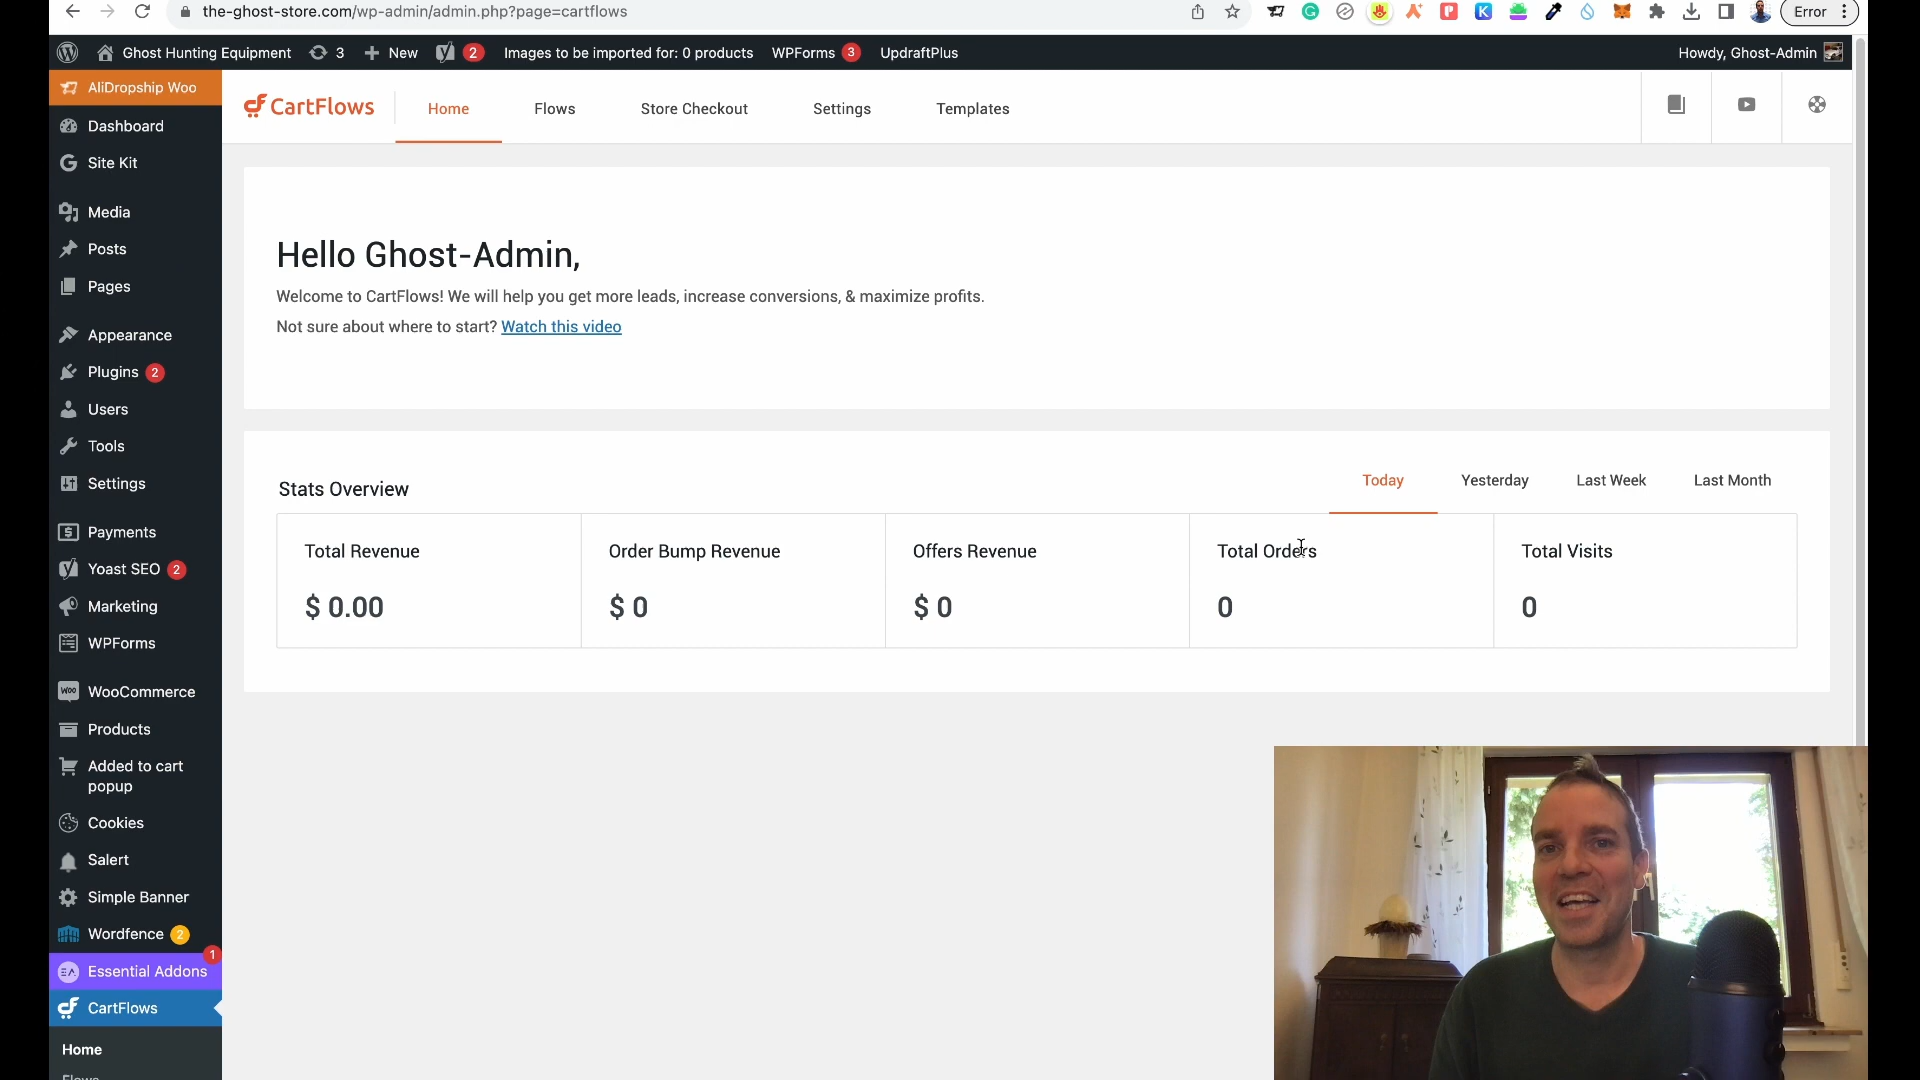 the-ghost-store.com/wp-admin/admin.php?page=cartflows
Error
Ghost Hunting Equipment
3
New
2
Images to be imported for: 0 products
WPForms 3
UpdraftPlus
Howdy, Ghost-Admin
AliDropship Woo
Dashboard
Site Kit
Media
Posts
Pages
Appearance
Plugins 2
Users
Tools
Settings
Payments
Yoast SEO 2
Marketing
WPForms
WooCommerce
Products
Added to cart
popup
Cookies
Salert
Simple Banner
Wordfence 2
1
Essential Addons
CartFlows
Home
Flows
CartFlows
Home
Flows
Store Checkout
Settings
Templates
Hello Ghost-Admin,
Welcome to CartFlows! We will help you get more leads, increase conversions, & maximize profits.
Not sure about where to start? Watch this video
Stats Overview
Today
Yesterday
Last Week
Last Month
Total Revenue
$ 0.00
Order Bump Revenue
$ 0
Offers Revenue
$ 0
Total Orders
0
Total Visits
0